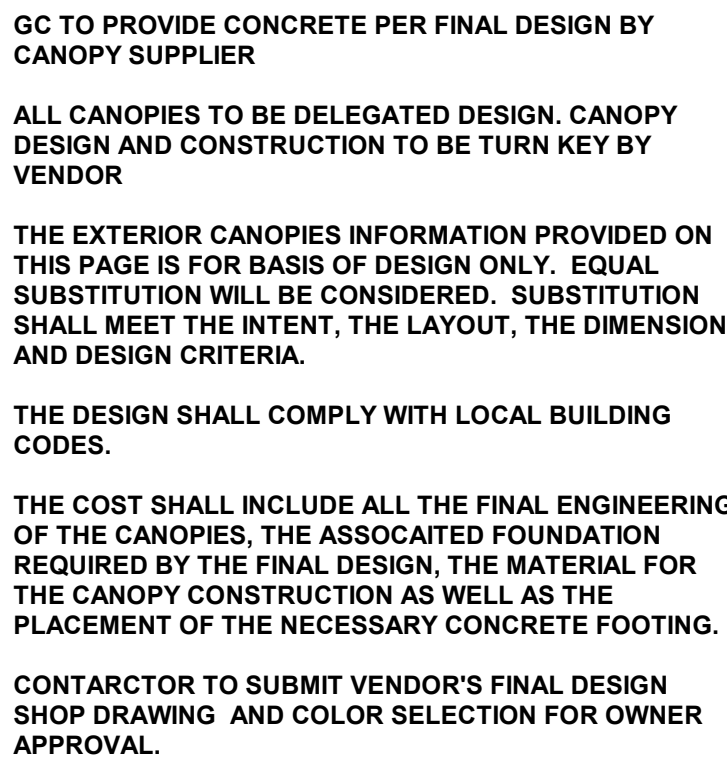 GC TO PROVIDE CONCRETE PER FINAL DESIGN BY
CANOPY SUPPLIER
ALL CANOPIES TO BE DELEGATED DESIGN. CANOPY
DESIGN AND CONSTRUCTION TO BE TURN KEY BY
VENDOR
THE EXTERIOR CANOPIES INFORMATION PROVIDED ON
THIS PAGE IS FOR BASIS OF DESIGN ONLY. EQUAL
SUBSTITUTION WILL BE CONSIDERED. SUBSTITUTION
SHALL MEET THE INTENT, THE LAYOUT, THE DIMENSION
AND DESIGN CRITERIA.
THE DESIGN SHALL COMPLY WITH LOCAL BUILDING
CODES.
THE COST SHALL INCLUDE ALL THE FINAL ENGINEERING
OF THE CANOPIES, THE ASSOCAITED FOUNDATION
REQUIRED BY THE FINAL DESIGN, THE MATERIAL FOR
THE CANOPY CONSTRUCTION AS WELL AS THE
PLACEMENT OF THE NECESSARY CONCRETE FOOTING.
CONTARCTOR TO SUBMIT VENDOR'S FINAL DESIGN
SHOP DRAWING AND COLOR SELECTION FOR OWNER
APPROVAL.